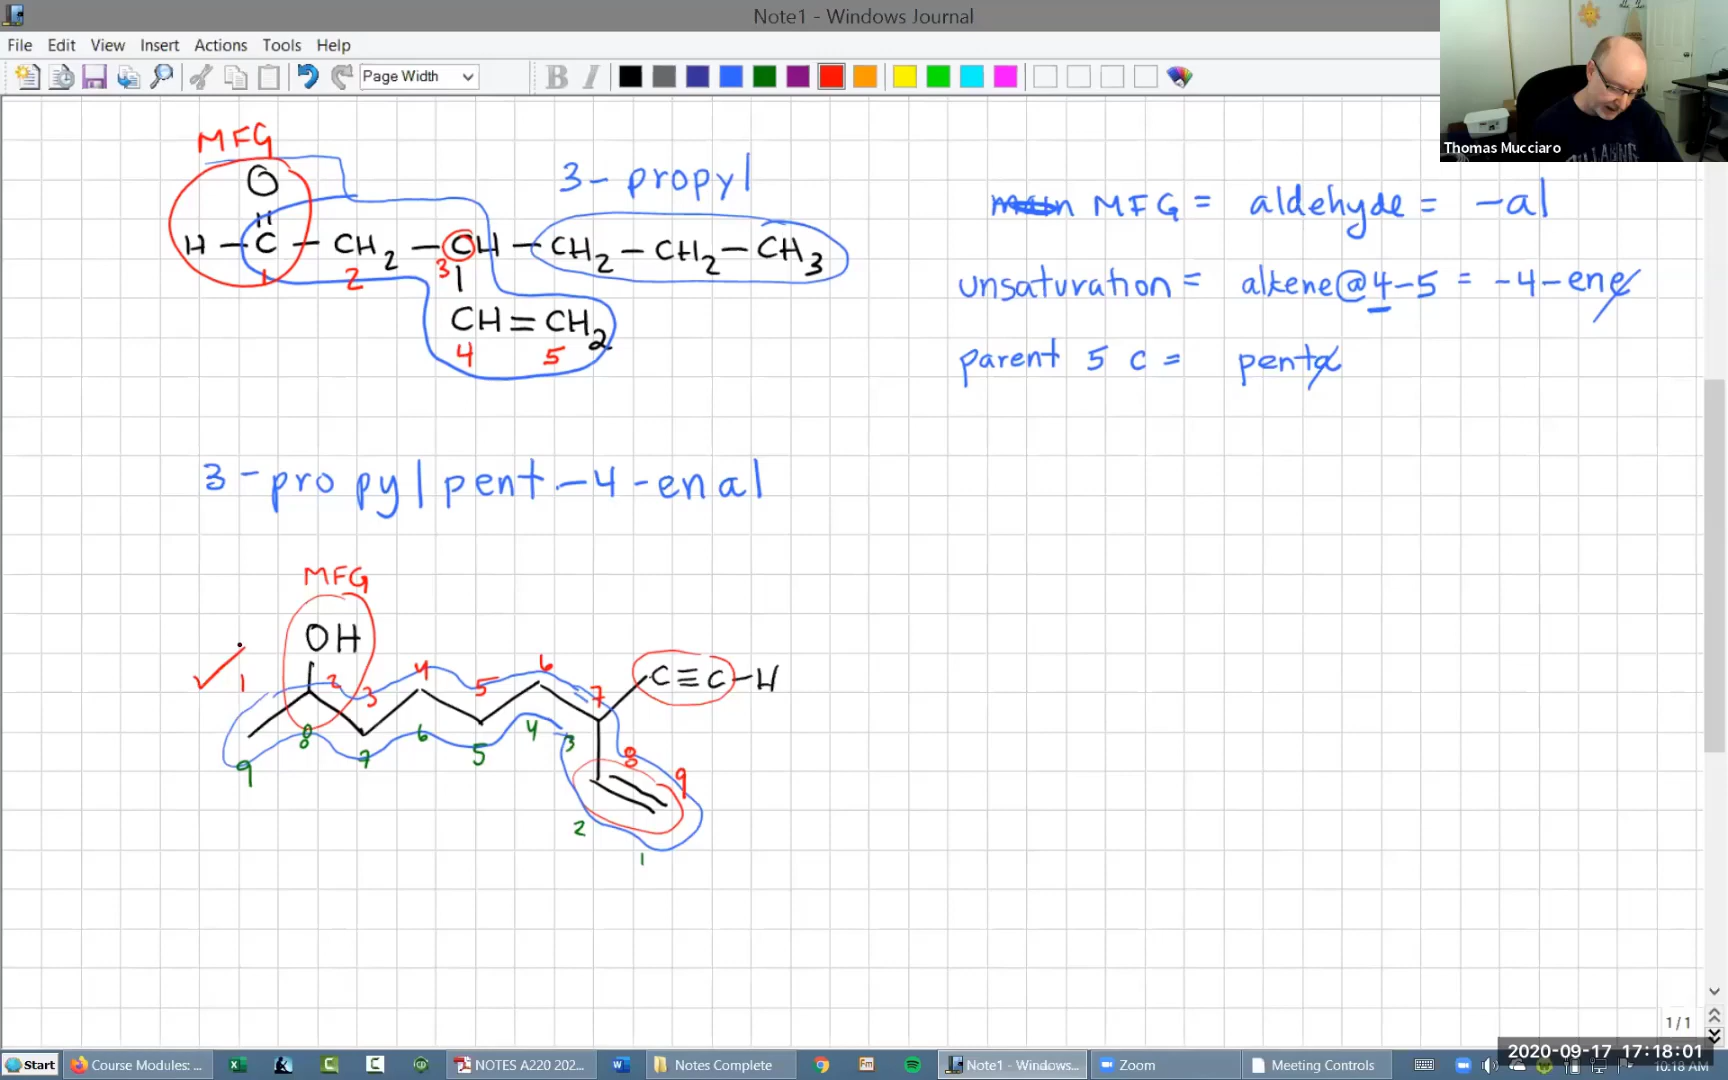 Note1 - Windows Journal
File Edit View Insert Actions Tools Help
Page Width
B I
Thomas Mucciaro
MFG
O
H – C – CH2 – CH – CH2 – CH2 – CH3
1 2 3
CH = CH2
4 5
3- propyl
MFG = aldehyde = -al
unsaturation = alkene@4-5 = -4-ene
parent 5 c = penta
3-propylpent-4-enal
MFG
OH
C≡C-H
1 2 3 4 5 6 7 8 9
9 8 7 6 5 4 3 2 1
1 / 1
Start Course Modules: ... NOTES A220 202... Notes Complete Fm Note1 - Windows... Zoom Meeting Controls
2020-09-17 17:18:01
10:18 AM